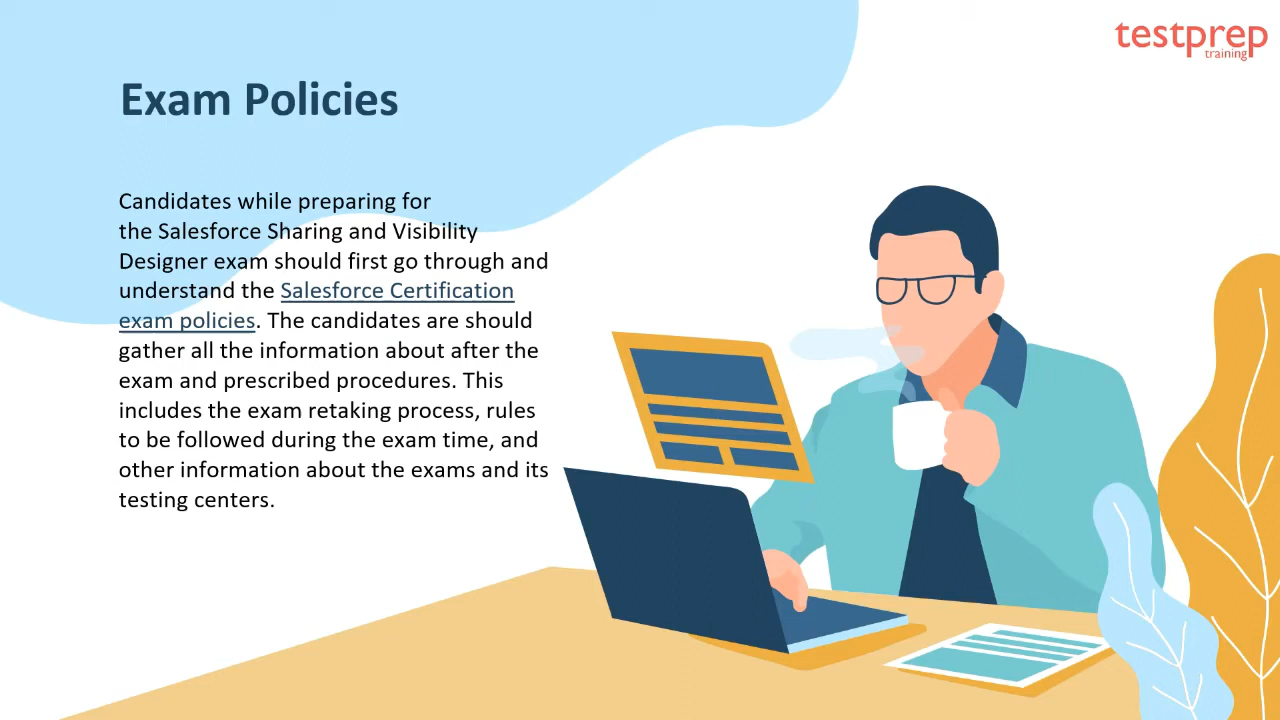 testprep
training
Exam Policies
Candidates while preparing for
the Salesforce Sharing and Visibility
Designer exam should first go through and
understand the Salesforce Certification
exam policies. The candidates are should
gather all the information about after the
exam and prescribed procedures. This
includes the exam retaking process, rules
to be followed during the exam time, and
other information about the exams and its
testing centers.